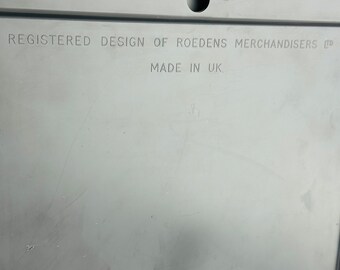 REGISTERED DESIGN OF ROEDENS MERCHANDISERS LTD
MADE IN UK